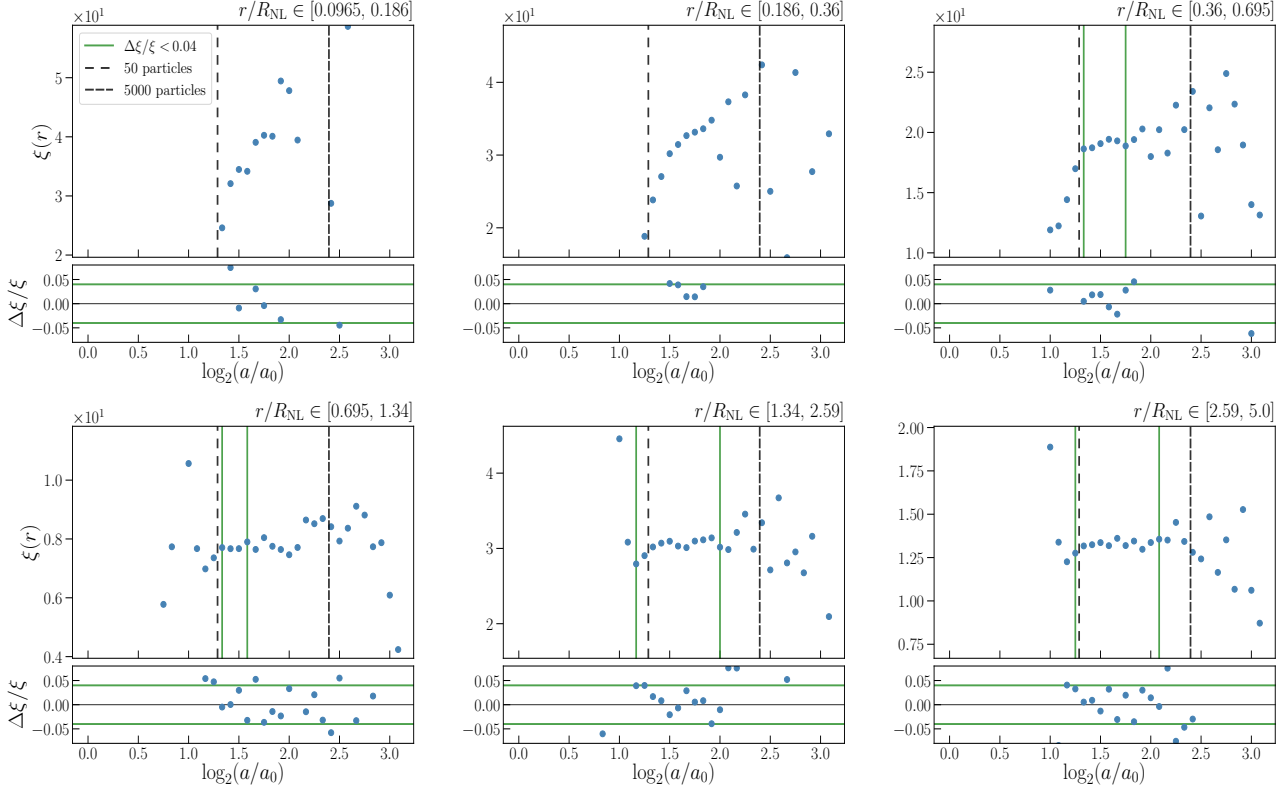 ×10¹ r/R_NL ∈ [0.0965, 0.186]
Δξ/ξ < 0.04
50 particles
5000 particles
5
4
3
2
ξ(r)
0.05
0.00
−0.05
Δξ/ξ
0.0 0.5 1.0 1.5 2.0 2.5 3.0
log₂(a/a₀)
×10¹ r/R_NL ∈ [0.186, 0.36]
4
3
2
0.05
0.00
−0.05
0.0 0.5 1.0 1.5 2.0 2.5 3.0
log₂(a/a₀)
×10¹ r/R_NL ∈ [0.36, 0.695]
2.5
2.0
1.5
1.0
0.05
0.00
−0.05
0.0 0.5 1.0 1.5 2.0 2.5 3.0
log₂(a/a₀)
×10¹ r/R_NL ∈ [0.695, 1.34]
1.0
0.8
0.6
0.4
ξ(r)
0.05
0.00
−0.05
Δξ/ξ
0.0 0.5 1.0 1.5 2.0 2.5 3.0
log₂(a/a₀)
r/R_NL ∈ [1.34, 2.59]
4
3
2
0.05
0.00
−0.05
0.0 0.5 1.0 1.5 2.0 2.5 3.0
log₂(a/a₀)
r/R_NL ∈ [2.59, 5.0]
2.00
1.75
1.50
1.25
1.00
0.75
0.05
0.00
−0.05
0.0 0.5 1.0 1.5 2.0 2.5 3.0
log₂(a/a₀)